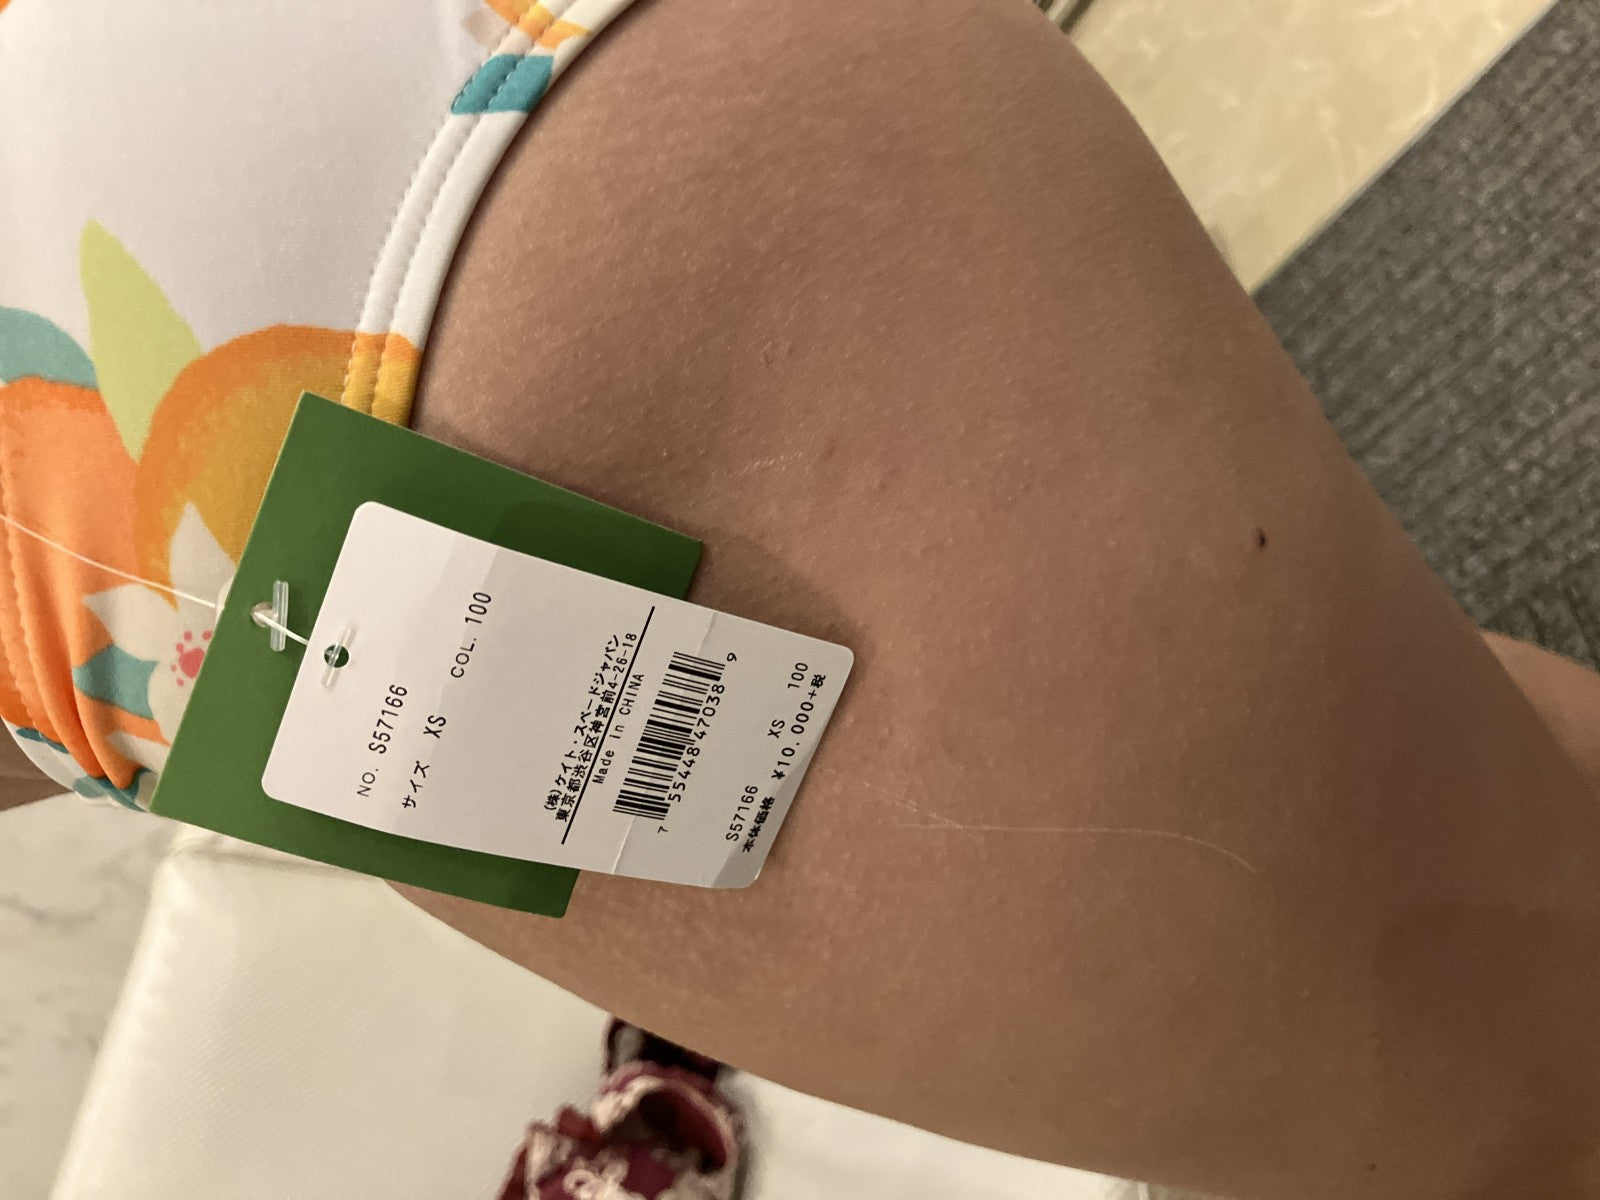 NO. S57166
COL. 100
サイズ XS
(株)ケイト・スペードジャパン
東京都渋谷区神宮前4-26-18
Made in CHINA
7 55448 47038 9
S57166 XS 100
本体価格 ¥10.000+税